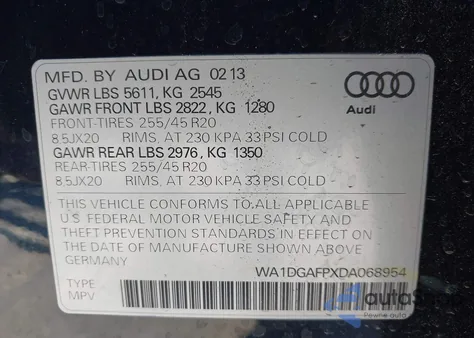 MFD. BY AUDI AG 02 13
GVWR LBS 5611, KG 2545
GAWR FRONT LBS 2822, KG 1280
FRONT-TIRES 255/45 R20
8.5JX20 RIMS, AT 230 KPA 33 PSI COLD
GAWR REAR LBS 2976, KG 1350
REAR-TIRES 255/45 R20
8.5JX20 RIMS, AT 230 KPA 33 PSI COLD
Audi
THIS VEHICLE CONFORMS TO ALL APPLICABLE
U.S. FEDERAL MOTOR VEHICLE SAFETY AND
THEFT PREVENTION STANDARDS IN EFFECT ON
THE DATE OF MANUFACTURE SHOWN ABOVE.
GERMANY
WA1DGAFPXDA068954
TYPE
MPV
autoShop
Pewne auto